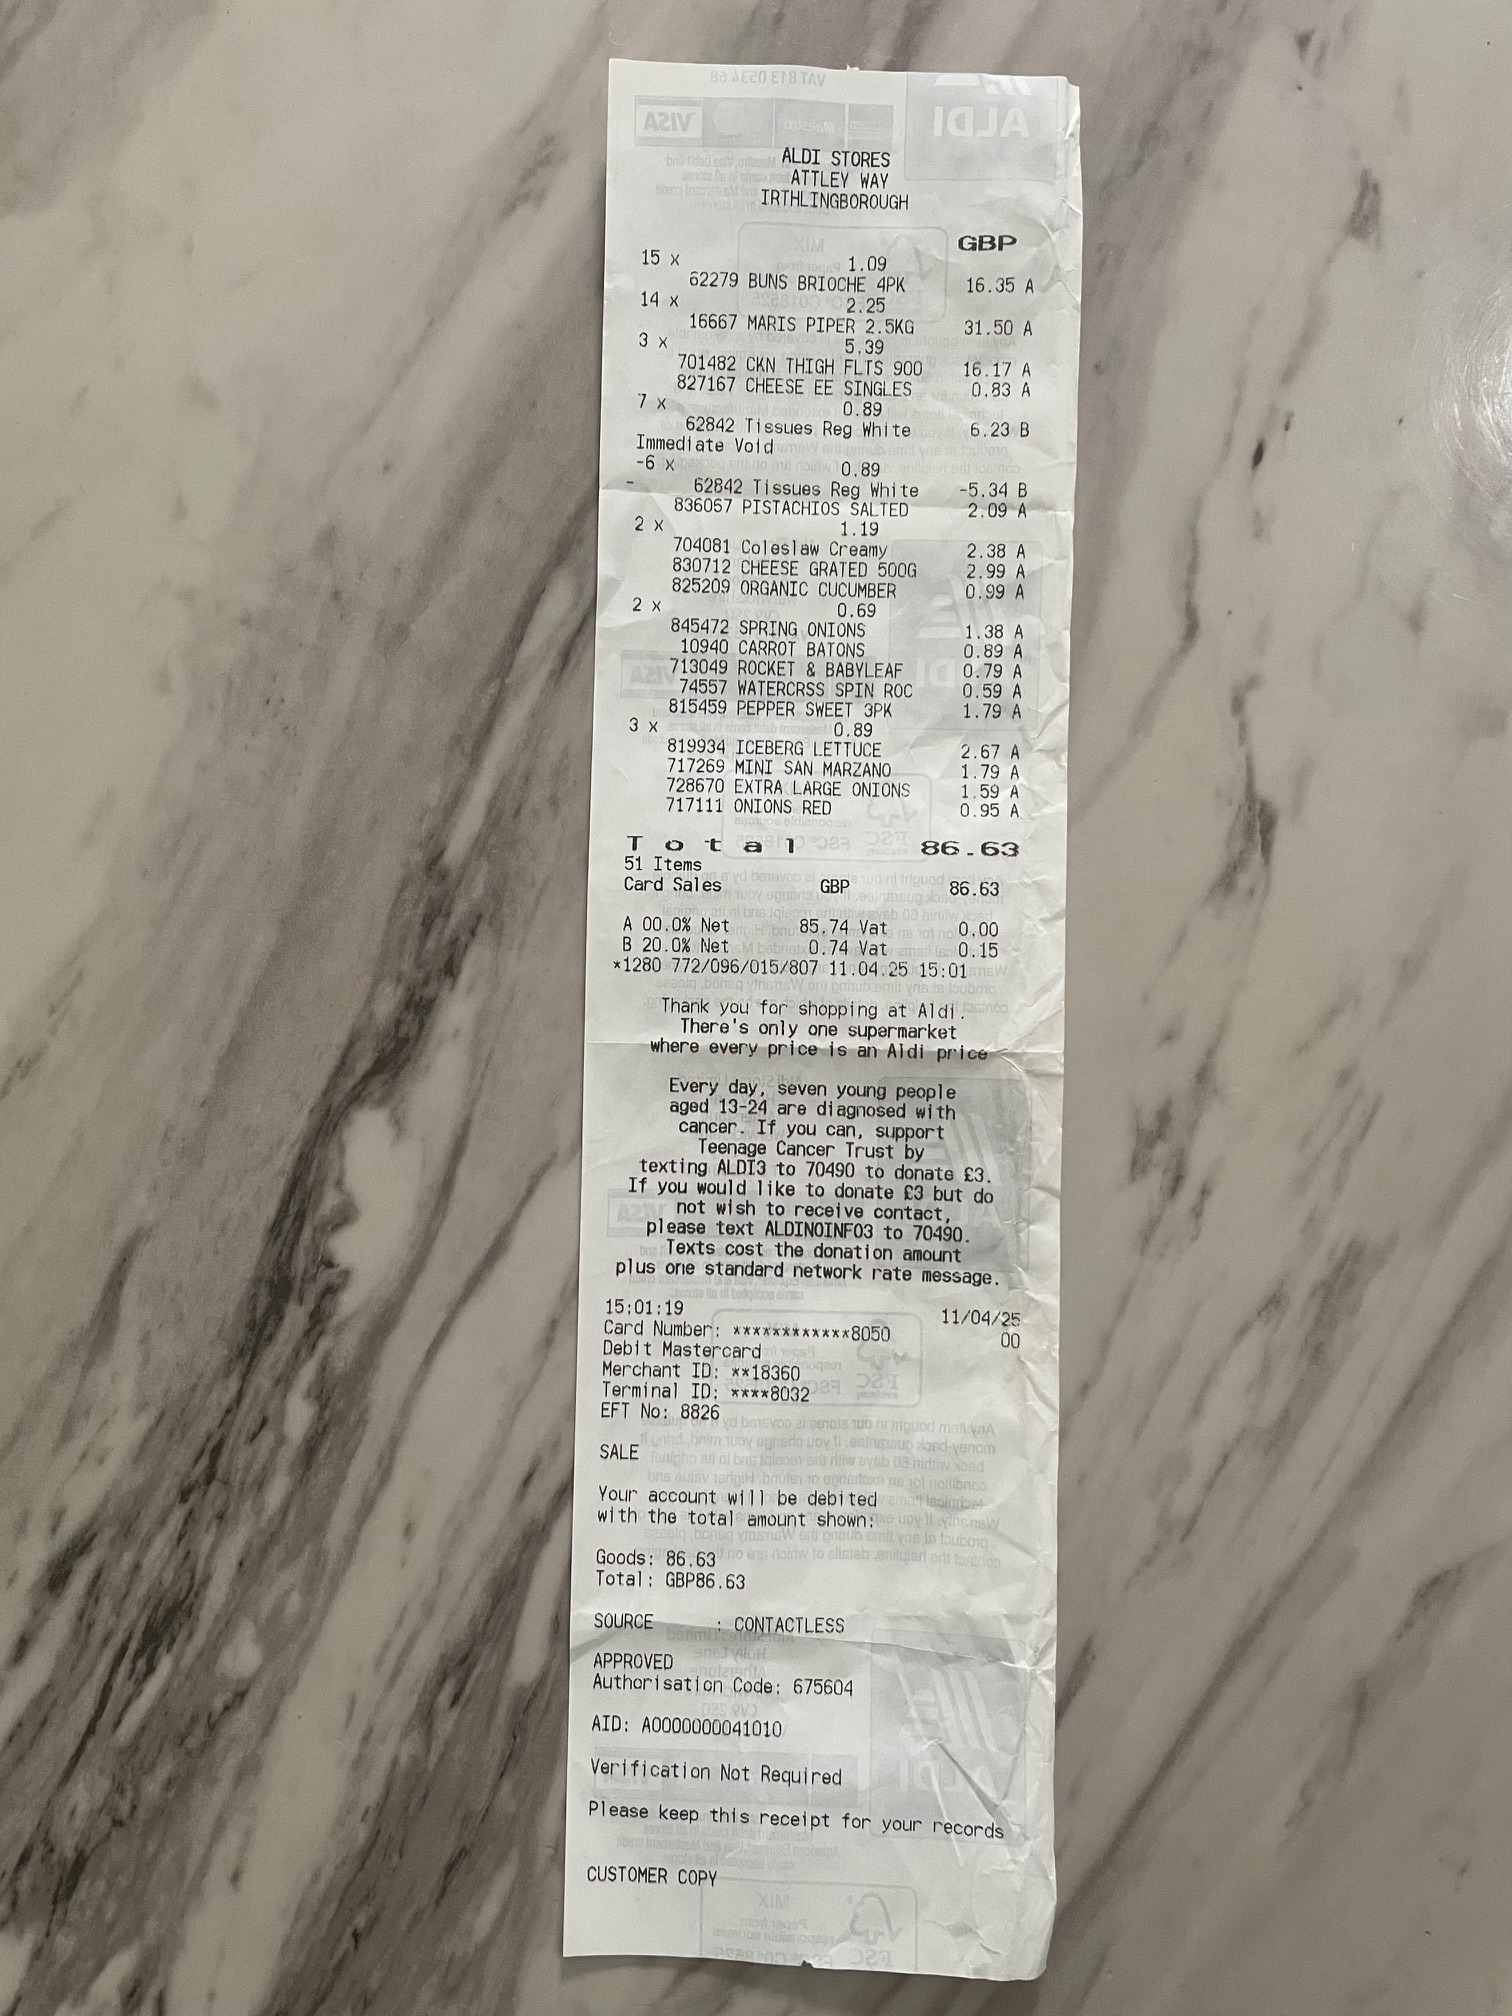 ALDI STORES
ATTLEY WAY
IRTHLINGBOROUGH
GBP
15 x 1.09
62279 BUNS BRIOCHE 4PK 16.35 A
14 x 2.25
16667 MARIS PIPER 2.5KG 31.50 A
3 x 5.39
701482 CKN THIGH FLTS 900 16.17 A
827167 CHEESE EE SINGLES 0.83 A
7 x 0.89
62842 Tissues Reg White 6.23 B
Immediate Void
-6 x 0.89
- 62842 Tissues Reg White -5.34 B
836057 PISTACHIOS SALTED 2.09 A
2 x 1.19
704081 Coleslaw Creamy 2.38 A
830712 CHEESE GRATED 500G 2.99 A
825209 ORGANIC CUCUMBER 0.99 A
2 x 0.69
845472 SPRING ONIONS 1.38 A
10940 CARROT BATONS 0.89 A
713049 ROCKET & BABYLEAF 0.79 A
74557 WATERCRSS SPIN ROC 0.59 A
815459 PEPPER SWEET 3PK 1.79 A
3 x 0.89
819934 ICEBERG LETTUCE 2.67 A
717269 MINI SAN MARZANO 1.79 A
728670 EXTRA LARGE ONIONS 1.59 A
717111 ONIONS RED 0.95 A
Total 86.63
51 Items
Card Sales GBP 86.63
A 00.0% Net 85.74 Vat 0.00
B 20.0% Net 0.74 Vat 0.15
*1280 772/096/015/807 11.04.25 15:01
Thank you for shopping at Aldi.
There's only one supermarket
where every price is an Aldi price
Every day, seven young people
aged 13-24 are diagnosed with
cancer. If you can, support
Teenage Cancer Trust by
texting ALDI3 to 70490 to donate £3.
If you would like to donate £3 but do
not wish to receive contact,
please text ALDINOINFO3 to 70490.
Texts cost the donation amount
plus one standard network rate message.
15:01:19 11/04/25
Card Number: ************8050 00
Debit Mastercard
Merchant ID: **18360
Terminal ID: ****8032
EFT No: 8826
SALE
Your account will be debited
with the total amount shown:
Goods: 86.63
Total: GBP86.63
SOURCE : CONTACTLESS
APPROVED
Authorisation Code: 675604
AID: A0000000041010
Verification Not Required
Please keep this receipt for your records
CUSTOMER COPY